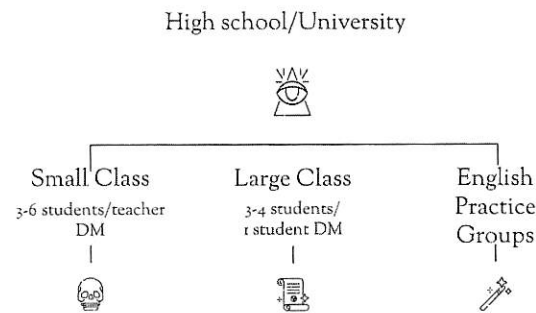 High school/University
Small Class
3-6 students/teacher
DM
Large Class
3-4 students/
1 student DM
English
Practice
Groups